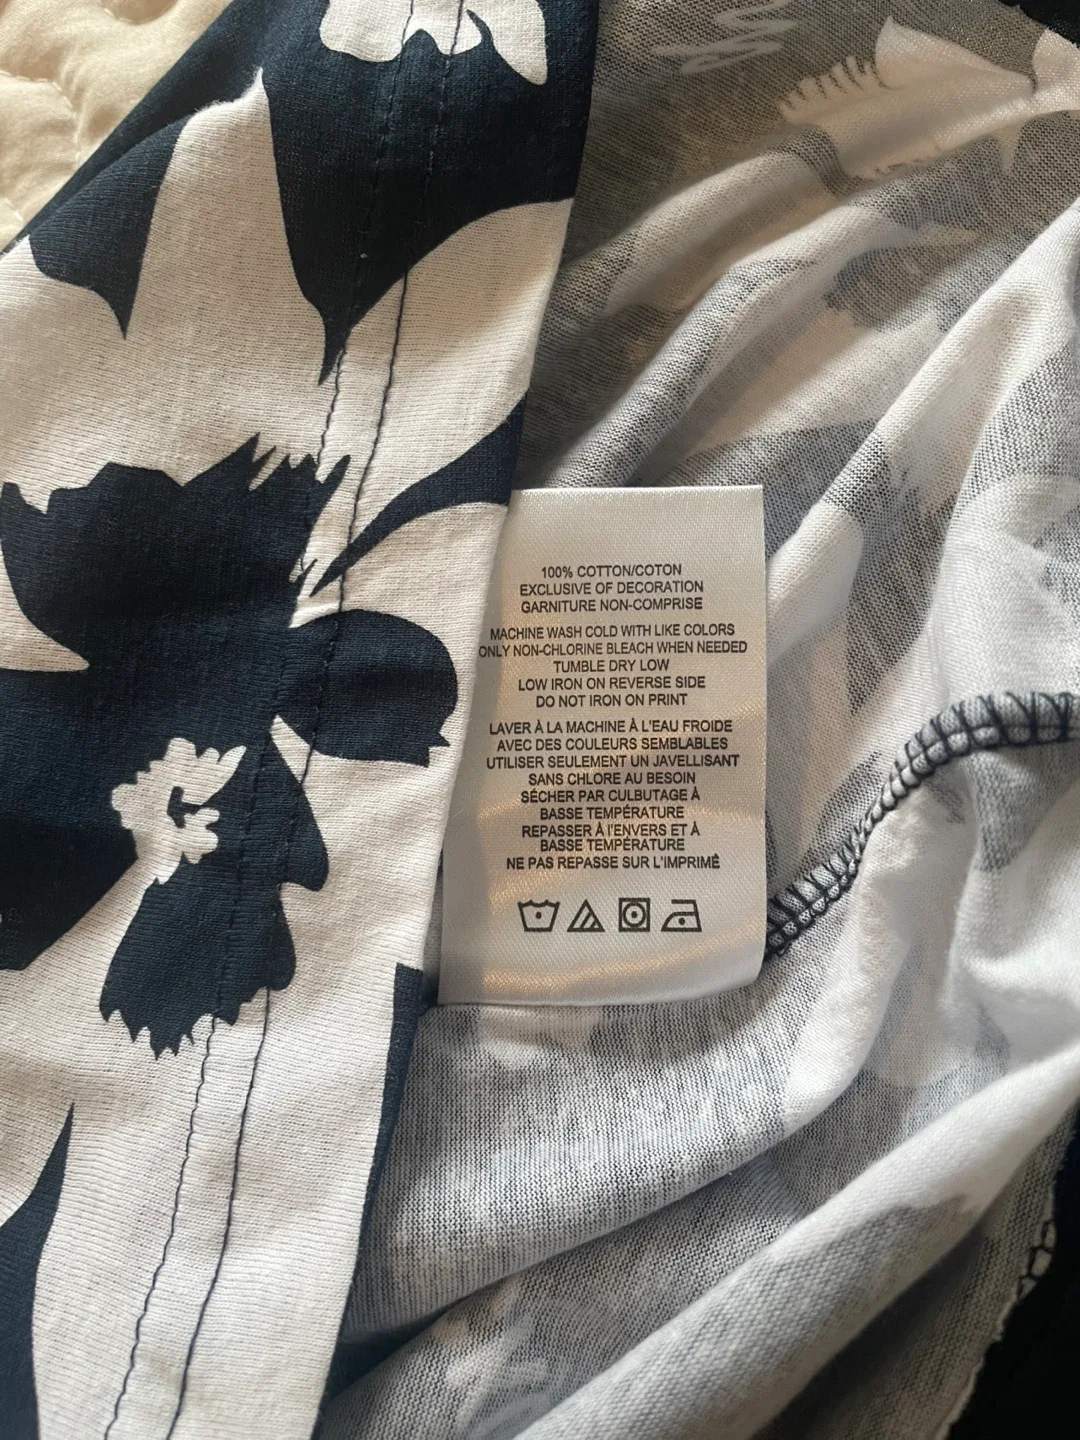 100% COTTON/COTON
EXCLUSIVE OF DECORATION
GARNITURE NON-COMPRISE
MACHINE WASH COLD WITH LIKE COLORS
ONLY NON-CHLORINE BLEACH WHEN NEEDED
TUMBLE DRY LOW
LOW IRON ON REVERSE SIDE
DO NOT IRON ON PRINT
LAVER À LA MACHINE À L'EAU FROIDE
AVEC DES COULEURS SEMBLABLES
UTILISER SEULEMENT UN JAVELLISANT
SANS CHLORE AU BESOIN
SÉCHER PAR CULBUTAGE À
BASSE TEMPÉRATURE
REPASSER À l'ENVERS ET À
BASSE TEMPÉRATURE
NE PAS REPASSE SUR L'IMPRIMÊ